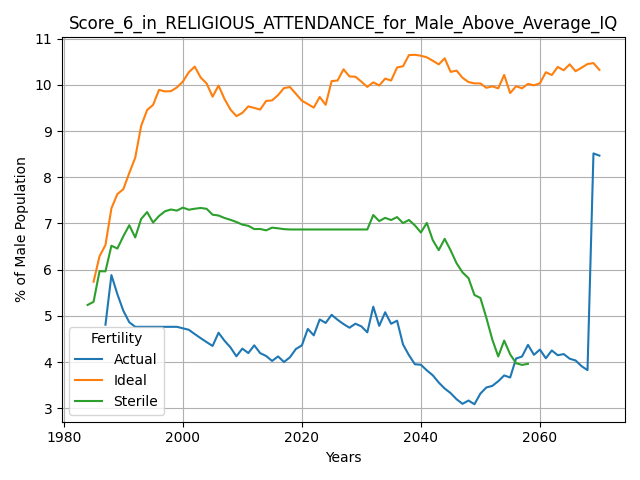 Score_6_in_RELIGIOUS_ATTENDANCE_for_Male_Above_Average_IQ
11
10
9
8
7
6
5
4
3
% of Male Population
Fertility
Actual
Ideal
Sterile
1980 2000 2020 2040 2060
Years